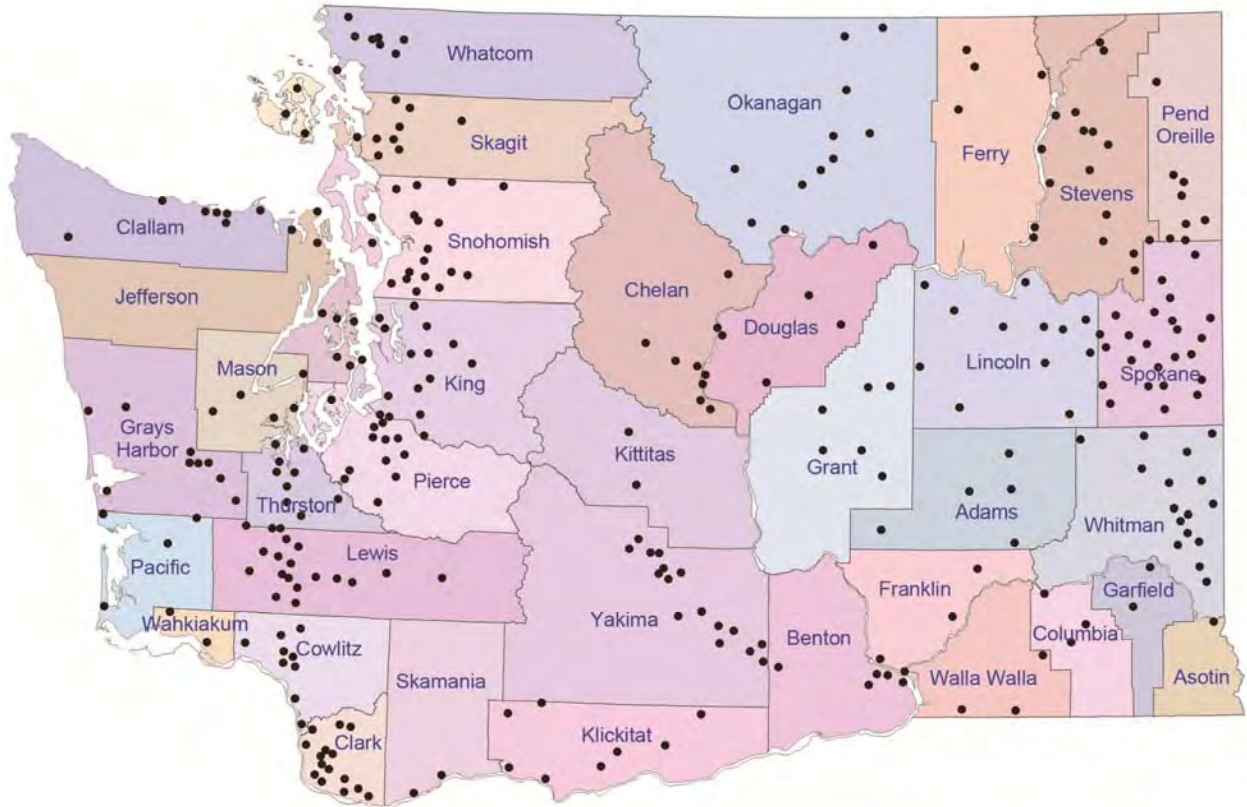 Whatcom
Okanagan
Pend
Oreille
Skagit
Ferry
Stevens
Clallam
Snohomish
Jefferson
Chelan
Douglas
Mason
King
Lincoln
Spokane
Grays
Harbor
Kittitas
Grant
Pierce
Thurston
Adams
Whitman
Lewis
Pacific
Franklin
Garfield
Wahkiakum
Yakima
Benton
Columbia
Cowlitz
Skamania
Walla Walla
Asotin
Klickitat
Clark